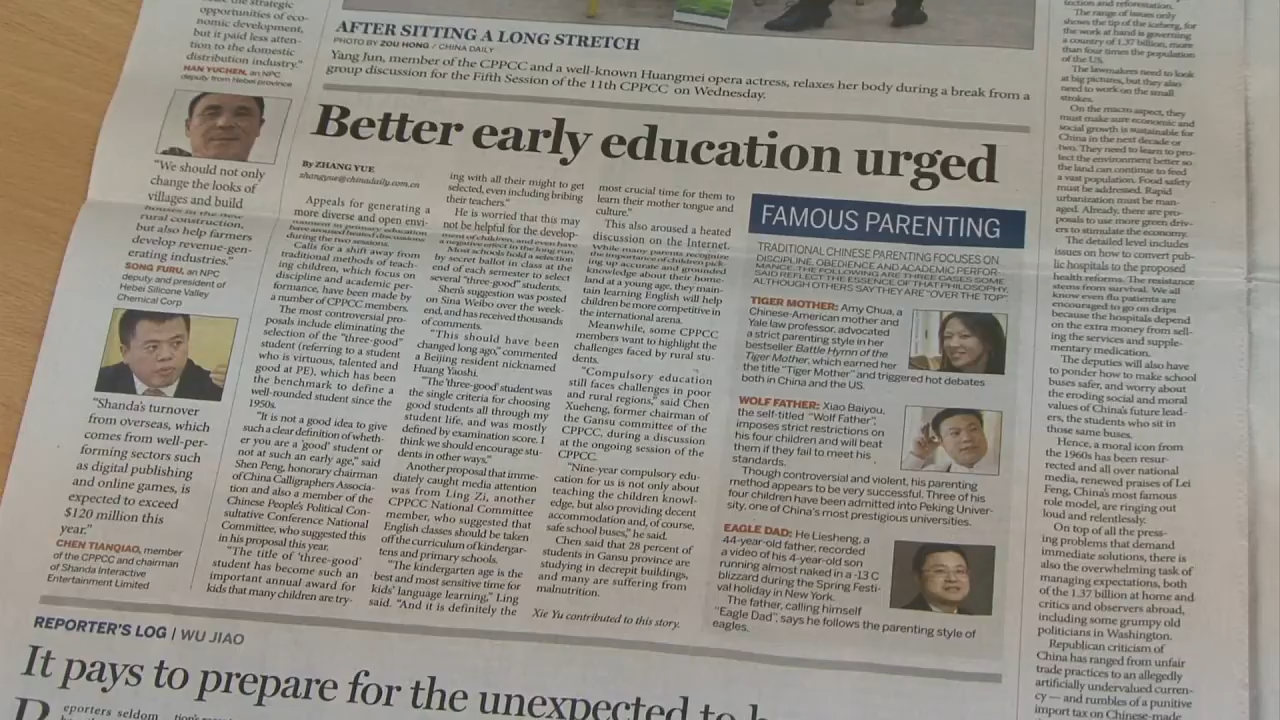 the strategic
opportunities of eco-
nomic development,
but it paid less atten-
tion to the domestic
distribution industry."
HAN YUCHEN, an NPC
deputy from Hebei province
"We should not only
change the looks of
villages and build
houses in the new
rural construction,
but also help farmers
develop revenue-gen-
erating industries."
SONG FURU, an NPC
deputy and president of
Hebei Silicone Valley
Chemical Corp
"Shanda's turnover
from overseas, which
comes from well-per-
forming sectors such
as digital publishing
and online games, is
expected to exceed
$120 million this
year."
CHEN TIANQIAO, member
of the CPPCC and chairman
of Shanda Interactive
Entertainment Limited
AFTER SITTING A LONG STRETCH
PHOTO BY ZOU HONG / CHINA DAILY
Yang Jun, member of the CPPCC and a well-known Huangmei opera actress, relaxes her body during a break from a
group discussion for the Fifth Session of the 11th CPPCC on Wednesday.
Better early education urged
By ZHANG YUE
zhangyue@chinadaily.com.cn
Appeals for generating a
more diverse and open envi-
ronment in primary education
have aroused heated discussions
during the two sessions.
Calls for a shift away from
traditional methods of teach-
ing children, which focus on
discipline and academic per-
formance, have been made by
a number of CPPCC members.
The most controversial pro-
posals include eliminating the
selection of the "three-good"
student (referring to a student
who is virtuous, talented and
good at PE), which has been
the benchmark to define a
well-rounded student since the
1950s.
"It is not a good idea to give
such a clear definition of wheth-
er you are a 'good' student or
not at such an early age," said
Shen Peng, honorary chairman
of China Calligraphers Associa-
tion and also a member of the
Chinese People's Political Con-
sultative Conference National
Committee, who suggested this
in his proposal this year.
"The title of 'three-good'
student has become such an
important annual award for
kids that many children are try-
ing with all their might to get
selected, even including bribing
their teachers."
He is worried that this may
not be helpful for the develop-
ment of children, and even have
a negative effect in the long run.
Most schools hold a selection
by secret ballot in class at the
end of each semester to select
several "three-good" students.
Shen's suggestion was posted
on Sina Weibo over the week-
end, and has received thousands
of comments.
"This should have been
changed long ago," commented
a Beijing resident nicknamed
Huang Yaoshi.
"The 'three-good' student was
the single criteria for choosing
good students all through my
student life, and was mostly
defined by examination score. I
think we should encourage stu-
dents in other ways."
Another proposal that imme-
diately caught media attention
was from Ling Zi, another
CPPCC National Committee
member, who suggested that
English classes should be taken
off the curriculum of kindergar-
tens and primary schools.
"The kindergarten age is the
best and most sensitive time for
kids' language learning," Ling
said. "And it is definitely the
most crucial time for them to
learn their mother tongue and
culture."
This also aroused a heated
discussion on the Internet.
While many parents recognize
the importance of children pick-
ing up accurate and grounded
knowledge about their home-
land at a young age, they main-
tain learning English will help
children be more competitive in
the international arena.
Meanwhile, some CPPCC
members want to highlight the
challenges faced by rural stu-
dents.
"Compulsory education
still faces challenges in poor
and rural regions," said Chen
Xueheng, former chairman of
the Gansu committee of the
CPPCC, during a discussion
at the ongoing session of the
CPPCC.
"Nine-year compulsory edu-
cation for us is not only about
teaching the children knowl-
edge, but also providing decent
accommodation and, of course,
safe school buses," he said.
Chen said that 28 percent of
students in Gansu province are
studying in decrepit buildings,
and many are suffering from
malnutrition.
Xie Yu contributed to this story.
FAMOUS PARENTING
TRADITIONAL CHINESE PARENTING FOCUSES ON
DISCIPLINE, OBEDIENCE AND ACADEMIC PERFOR-
MANCE. THE FOLLOWING ARE THREE CASES SOME
SAID REFLECT THE ESSENCE OF THAT PHILOSOPHY,
ALTHOUGH OTHERS SAY THEY ARE "OVER THE TOP".
TIGER MOTHER: Amy Chua, a
Chinese-American mother and
Yale law professor, advocated
a strict parenting style in her
bestseller Battle Hymn of the
Tiger Mother, which earned her
the title "Tiger Mother" and triggered hot debates
both in China and the US.
WOLF FATHER: Xiao Baiyou,
the self-titled "Wolf Father",
imposes strict restrictions on
his four children and will beat
them if they fail to meet his
standards.
Though controversial and violent, his parenting
method appears to be very successful. Three of his
four children have been admitted into Peking Univer-
sity, one of China's most prestigious universities.
EAGLE DAD: He Liesheng, a
44-year-old father, recorded
a video of his 4-year-old son
running almost naked in a -13 C
blizzard during the Spring Festi-
val holiday in New York.
The father, calling himself
"Eagle Dad", says he follows the parenting style of
eagles.
tection and reforestation.
The range of issues only
shows the tip of the iceberg, for
the work at hand is governing
a country of 1.37 billion, more
than four times the population
of the US.
The lawmakers need to look
at big pictures, but they also
need to work on the small
strokes.
On the macro aspect, they
must make sure economic and
social growth is sustainable for
China in the next decade or
two. They need to learn to pro-
tect the environment better so
the land can continue to feed
a vast population. Food safety
must be addressed. Rapid
urbanization must be man-
aged. Already, there are pro-
posals to use more green driv-
ers to stimulate the economy.
The detailed level includes
issues on how to convert pub-
lic hospitals to the proposed
health reforms. The resistance
stems from survival. We all
know even flu patients are
encouraged to go on drips
because the hospitals depend
on the extra money from sell-
ing the services and supple-
mentary medication.
The deputies will also have
to ponder how to make school
buses safer, and worry about
the eroding social and moral
values of China's future lead-
ers, the students who sit in
those same buses.
Hence, a moral icon from
the 1960s has been resur-
rected and all over national
media, renewed praises of Lei
Feng, China's most famous
role model, are ringing out
loud and relentlessly.
On top of all the press-
ing problems that demand
immediate solutions, there is
also the overwhelming task of
managing expectations, both
of the 1.37 billion at home and
critics and observers abroad,
including some grumpy old
politicians in Washington.
Republican criticism of
China has ranged from unfair
trade practices to an allegedly
artificially undervalued curren-
cy — and rumbles of a punitive
import tax on Chinese-made
REPORTER'S LOG | WU JIAO
It pays to prepare for the unexpected to
eporters seldom